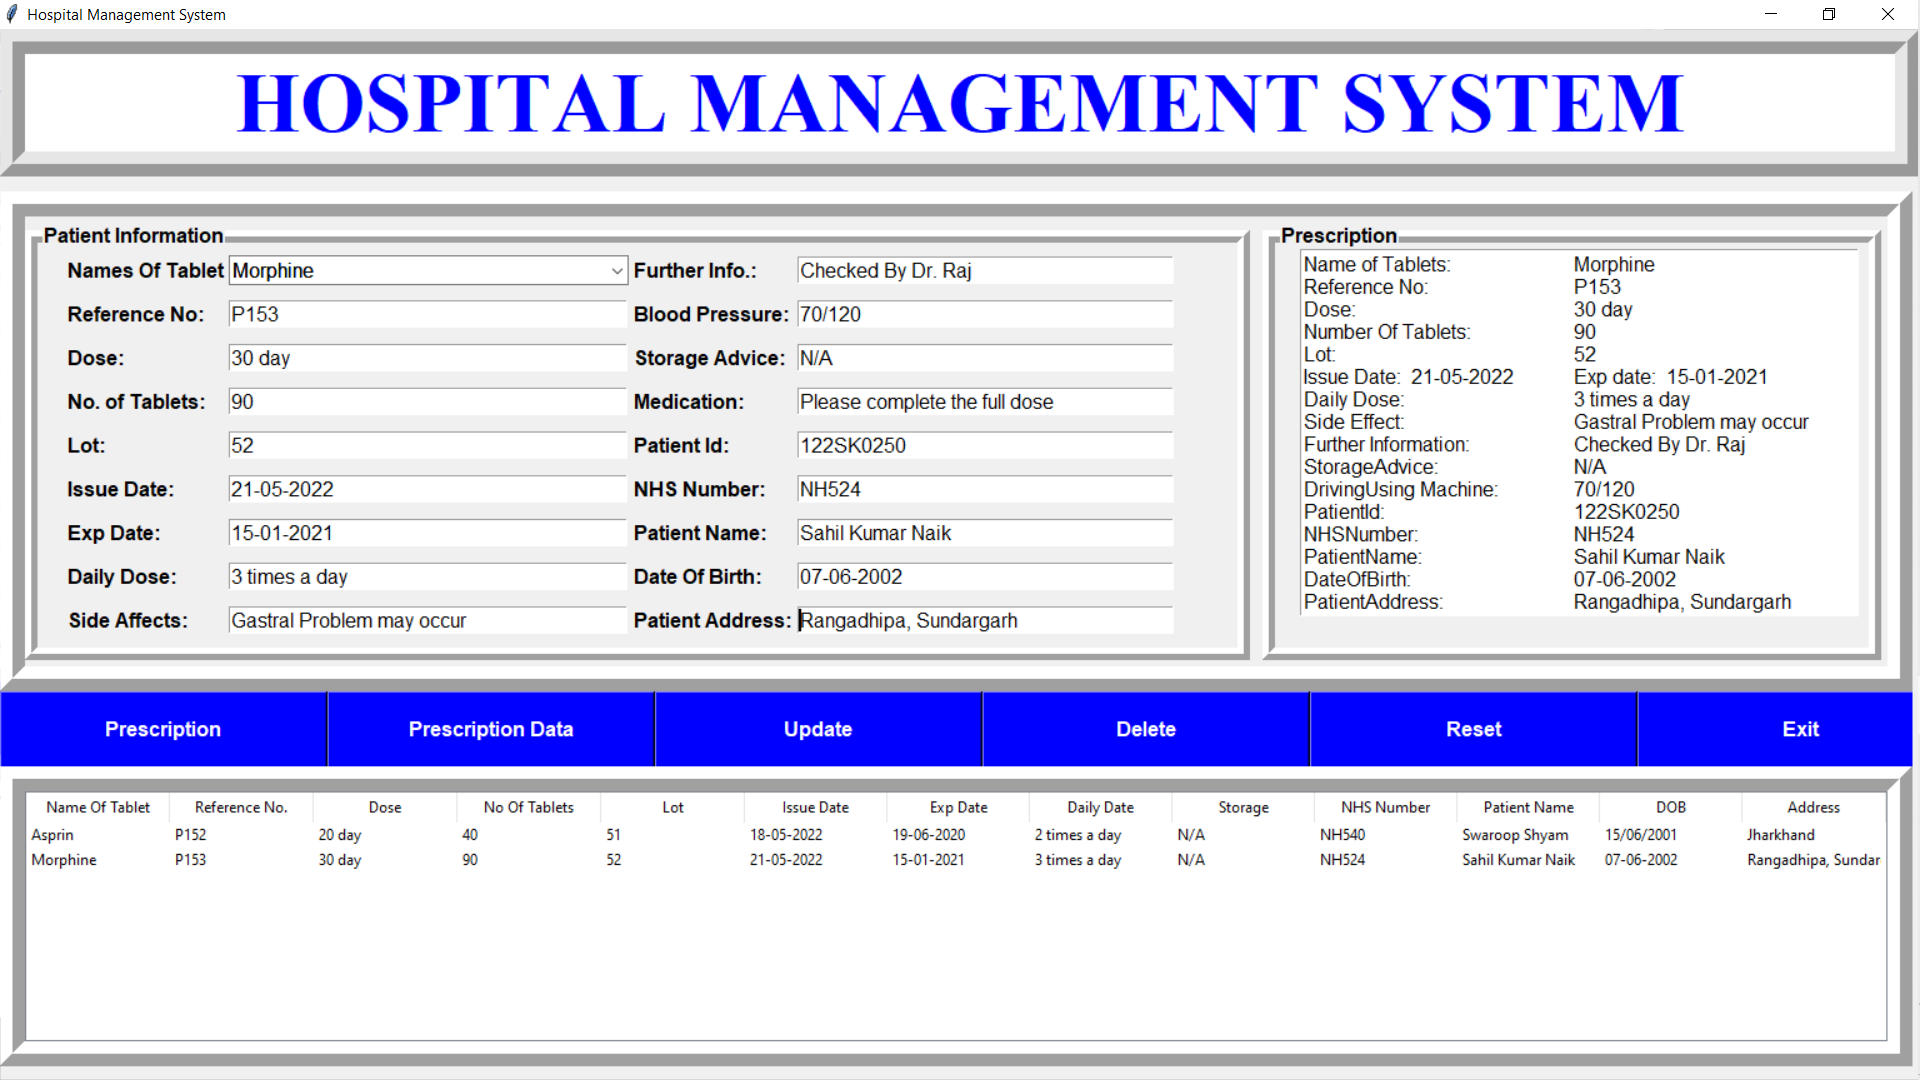 Hospital Management System
HOSPITAL MANAGEMENT SYSTEM
Patient Information
Names Of Tablet Morphine
Reference No: P153
Dose: 30 day
No. of Tablets: 90
Lot: 52
Issue Date: 21-05-2022
Exp Date: 15-01-2021
Daily Dose: 3 times a day
Side Affects: Gastral Problem may occur
Further Info.: Checked By Dr. Raj
Blood Pressure: 70/120
Storage Advice: N/A
Medication: Please complete the full dose
Patient Id: 122SK0250
NHS Number: NH524
Patient Name: Sahil Kumar Naik
Date Of Birth: 07-06-2002
Patient Address: Rangadhipa, Sundargarh
Prescription
Name of Tablets: Morphine
Reference No: P153
Dose: 30 day
Number Of Tablets: 90
Lot: 52
Issue Date: 21-05-2022 Exp date: 15-01-2021
Daily Dose: 3 times a day
Side Effect: Gastral Problem may occur
Further Information: Checked By Dr. Raj
StorageAdvice: N/A
DrivingUsing Machine: 70/120
PatientId: 122SK0250
NHSNumber: NH524
PatientName: Sahil Kumar Naik
DateOfBirth: 07-06-2002
PatientAddress: Rangadhipa, Sundargarh
Prescription Prescription Data Update Delete Reset Exit
Name Of Tablet Reference No. Dose No Of Tablets Lot Issue Date Exp Date Daily Date Storage NHS Number Patient Name DOB Address
Asprin P152 20 day 40 51 18-05-2022 19-06-2020 2 times a day N/A NH540 Swaroop Shyam 15/06/2001 Jharkhand
Morphine P153 30 day 90 52 21-05-2022 15-01-2021 3 times a day N/A NH524 Sahil Kumar Naik 07-06-2002 Rangadhipa, Sundar